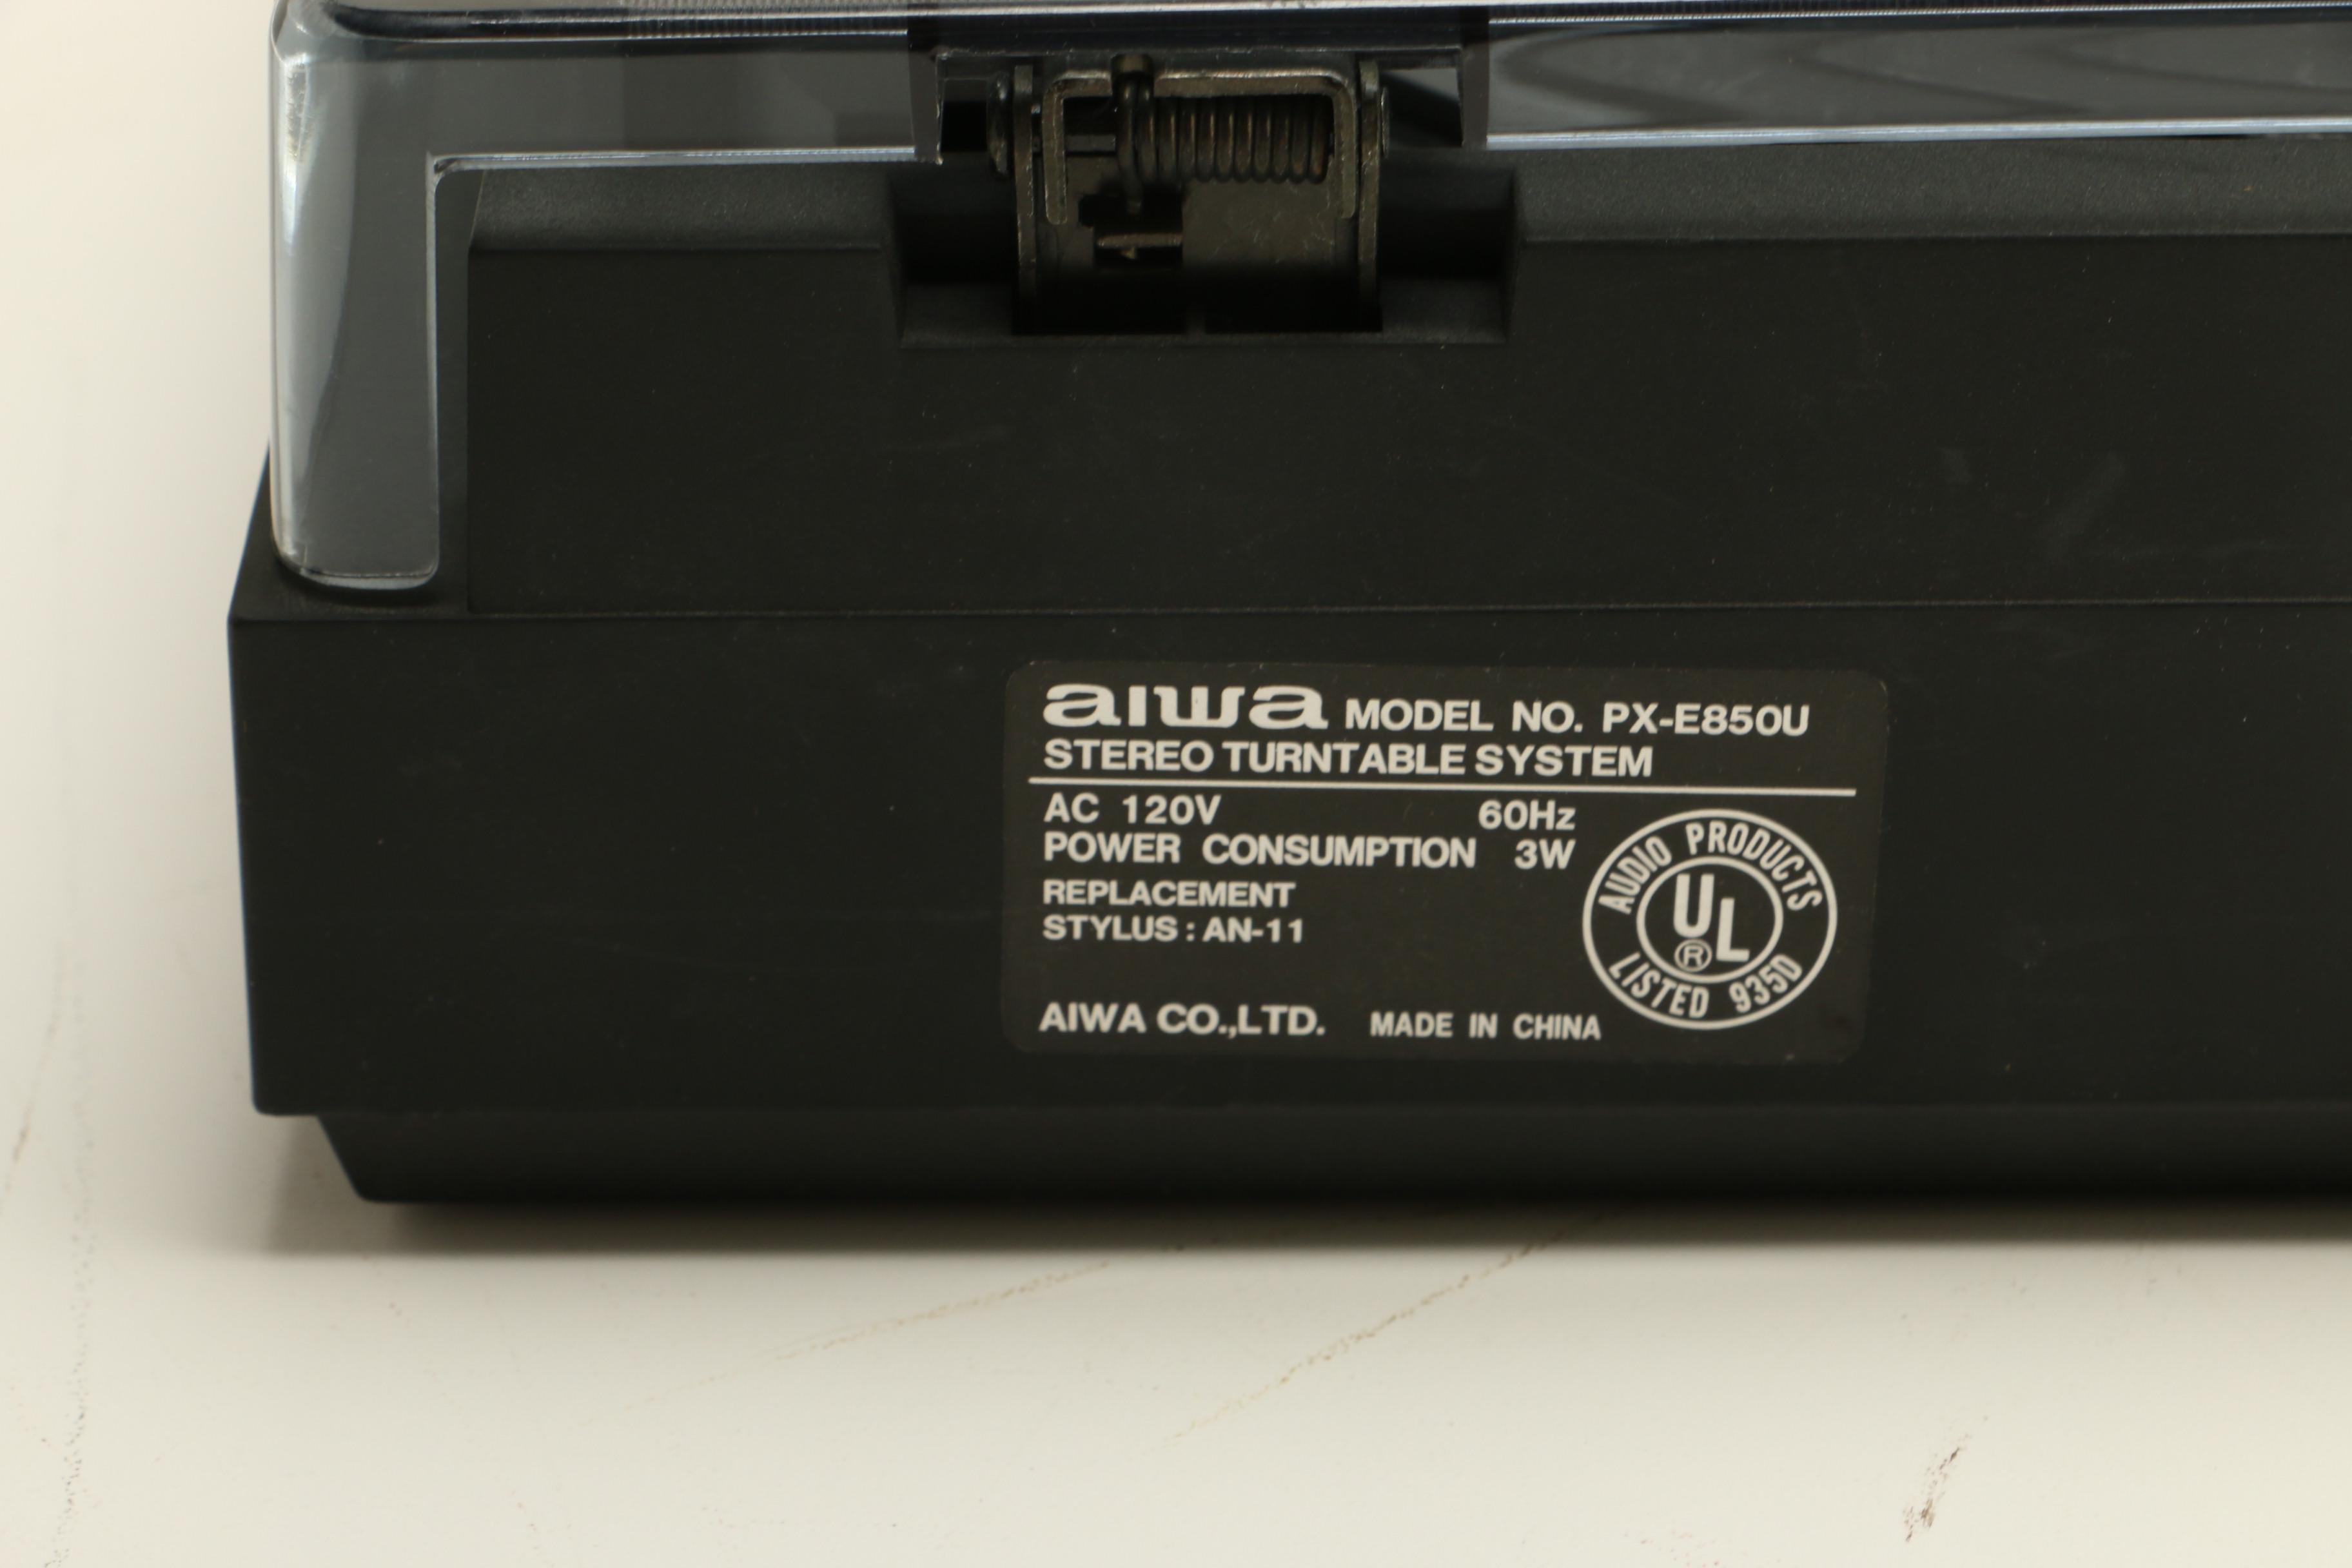 aiwa MODEL NO. PX-E850U
STEREO TURNTABLE SYSTEM
AC 120V 60Hz
POWER CONSUMPTION 3W
REPLACEMENT
STYLUS : AN-11
AUDIO PRODUCTS
UL
®
LISTED 935D
AIWA CO.,LTD. MADE IN CHINA